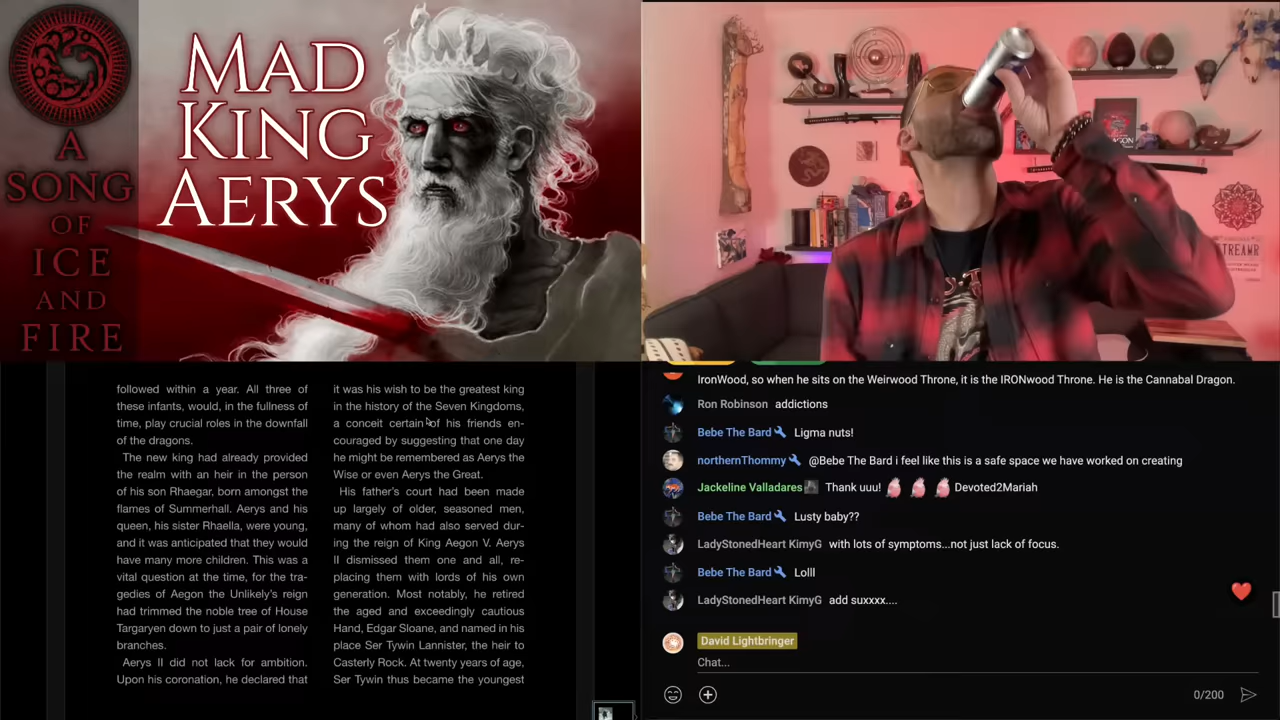 A
SONG
OF
ICE
AND
FIRE
MAD
KING
AERYS
STREAMR
followed within a year. All three of
these infants, would, in the fullness of
time, play crucial roles in the downfall
of the dragons.
The new king had already provided
the realm with an heir in the person
of his son Rhaegar, born amongst the
flames of Summerhall. Aerys and his
queen, his sister Rhaella, were young,
and it was anticipated that they would
have many more children. This was a
vital question at the time, for the tra-
gedies of Aegon the Unlikely's reign
had trimmed the noble tree of House
Targaryen down to just a pair of lonely
branches.
Aerys II did not lack for ambition.
Upon his coronation, he declared that
it was his wish to be the greatest king
in the history of the Seven Kingdoms,
a conceit certain of his friends en-
couraged by suggesting that one day
he might be remembered as Aerys the
Wise or even Aerys the Great.
His father's court had been made
up largely of older, seasoned men,
many of whom had also served dur-
ing the reign of King Aegon V. Aerys
II dismissed them one and all, re-
placing them with lords of his own
generation. Most notably, he retired
the aged and exceedingly cautious
Hand, Edgar Sloane, and named in his
place Ser Tywin Lannister, the heir to
Casterly Rock. At twenty years of age,
Ser Tywin thus became the youngest
IronWood, so when he sits on the Weirwood Throne, it is the IRONwood Throne. He is the Cannabal Dragon.
Ron Robinson addictions
Bebe The Bard Ligma nuts!
northernThommy @Bebe The Bard i feel like this is a safe space we have worked on creating
Jackeline Valladares Thank uuu! Devoted2Mariah
Bebe The Bard Lusty baby??
LadyStonedHeart KimyG with lots of symptoms...not just lack of focus.
Bebe The Bard Lolll
LadyStonedHeart KimyG add suxxxx....
David Lightbringer
Chat...
0/200